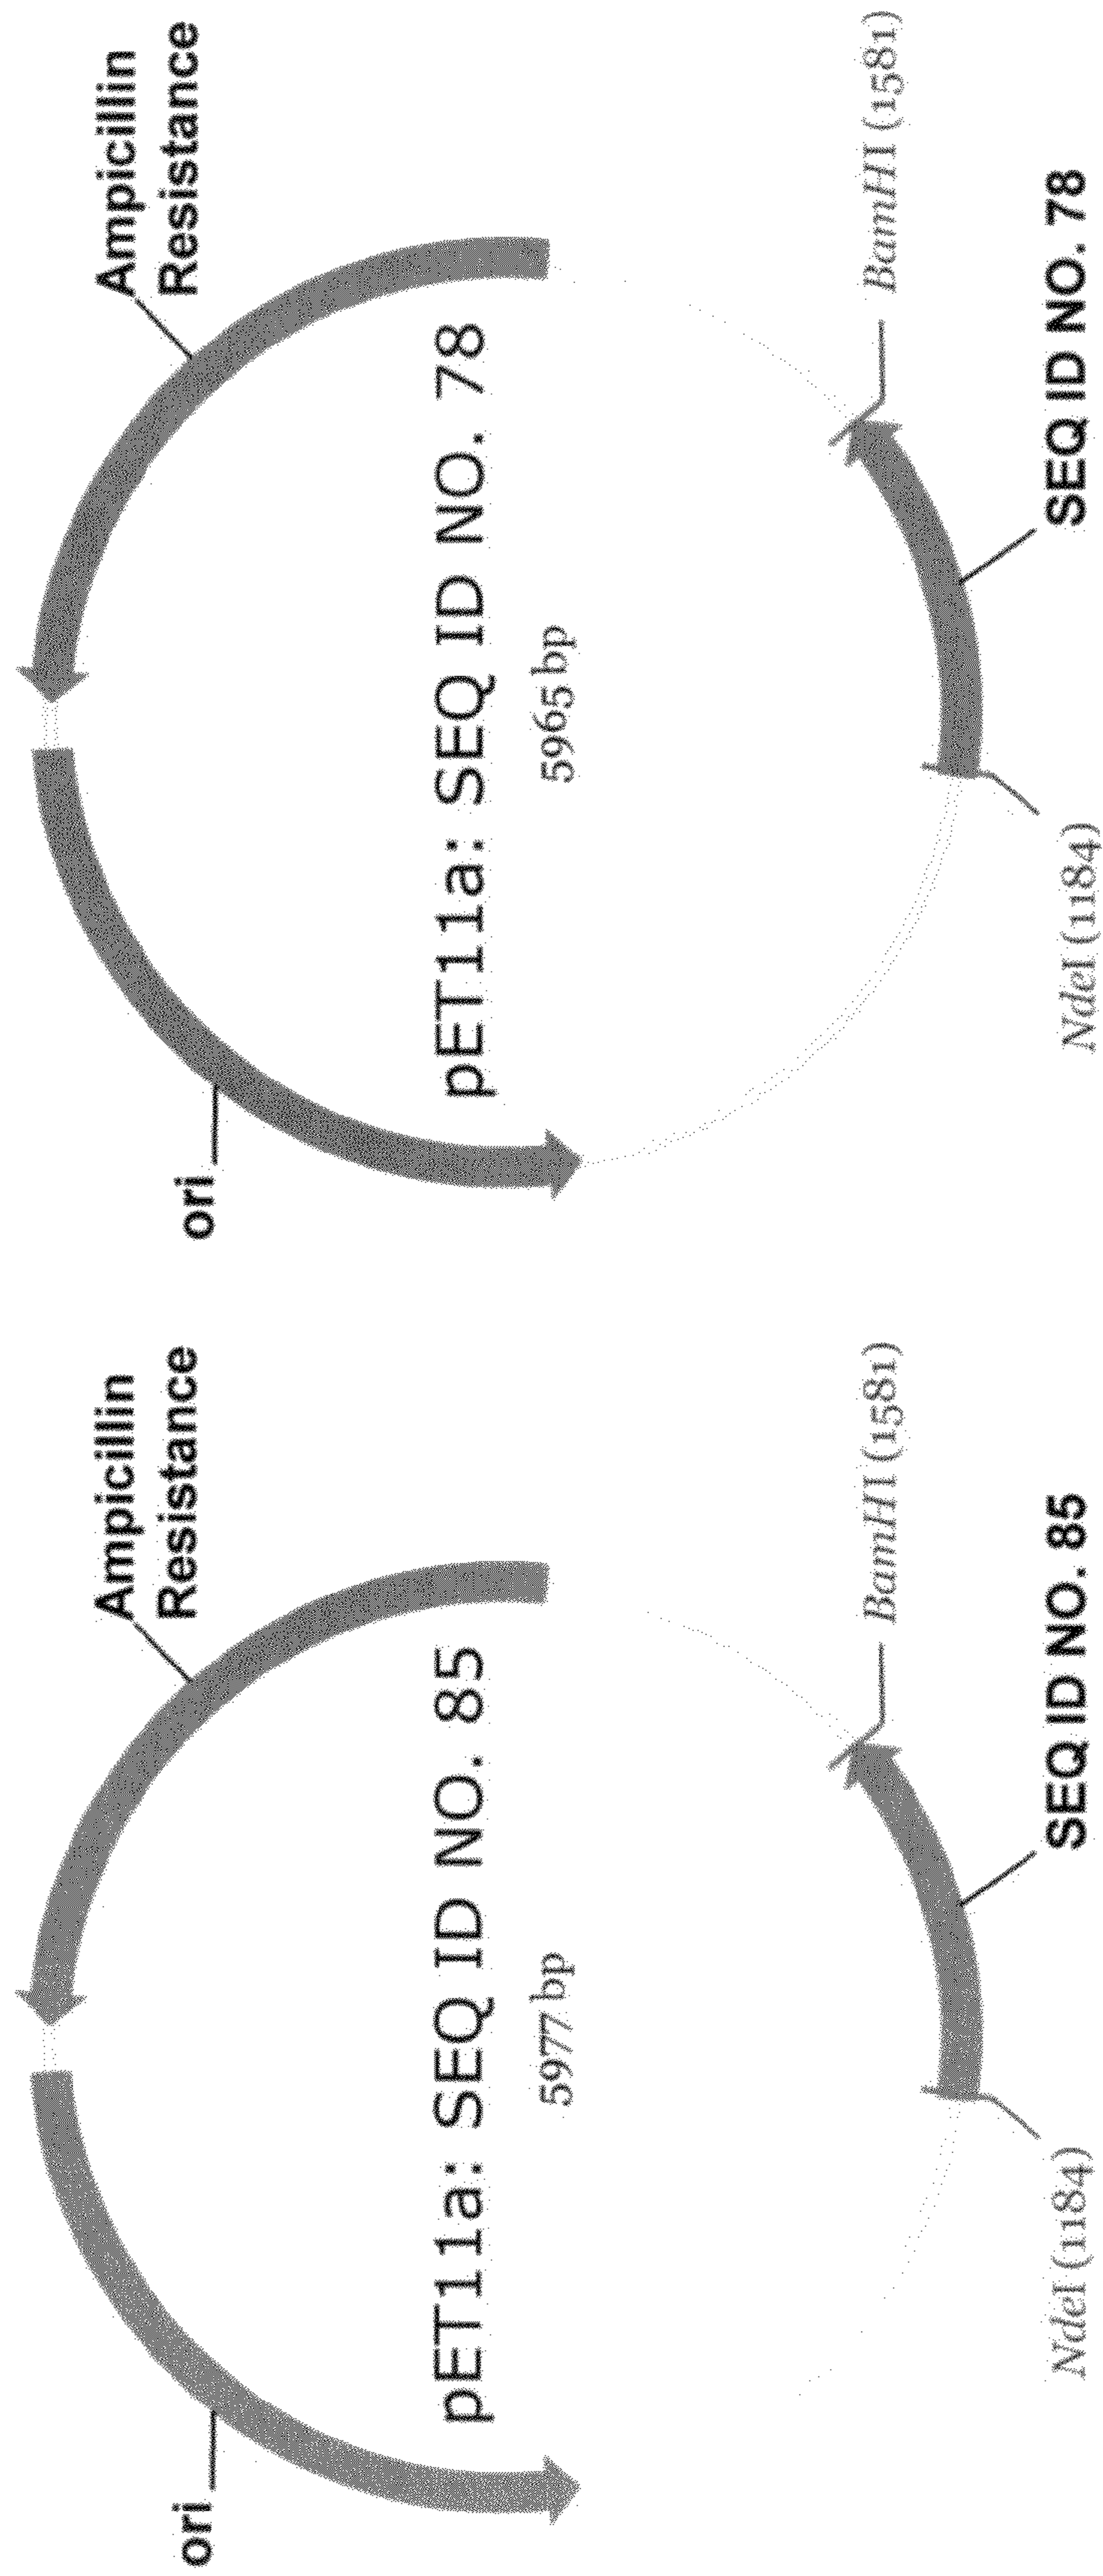 Ampicillin
Resistance
ori
pET11a: SEQ ID NO. 85
5977 bp
BamHI (1581)
SEQ ID NO. 85
NdeI (1184)
Ampicillin
Resistance
ori
pET11a: SEQ ID NO. 78
5965 bp
BamHI (1581)
SEQ ID NO. 78
NdeI (1184)